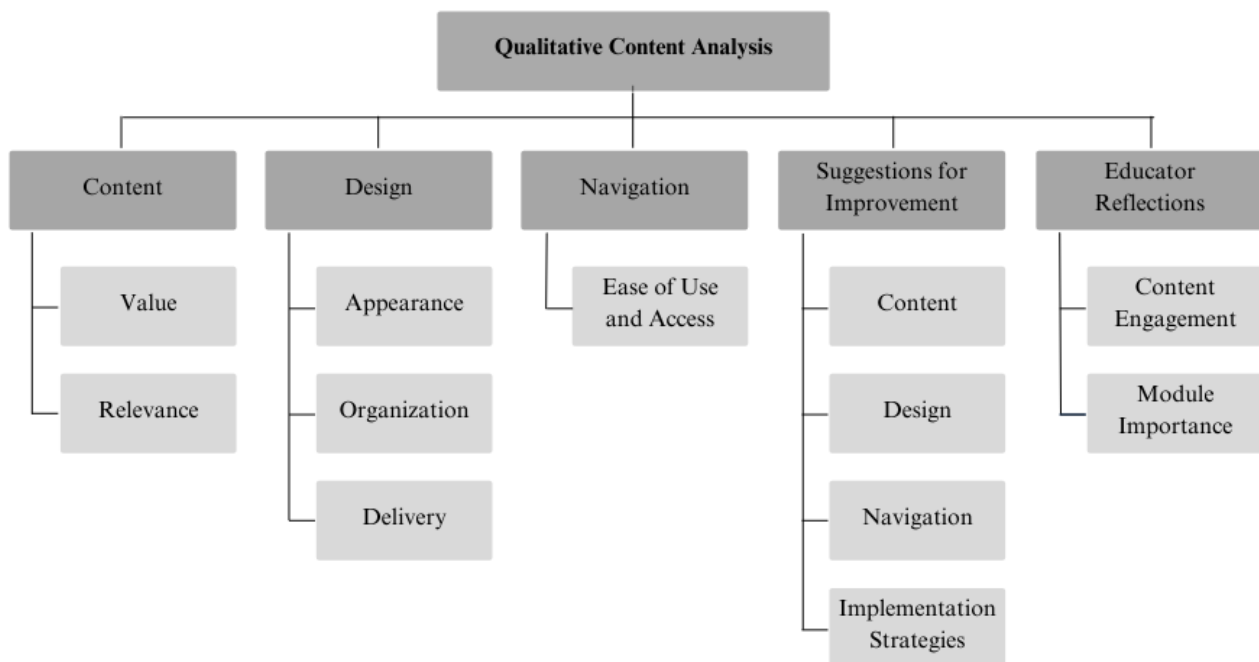 Qualitative Content Analysis
Content
Value
Relevance
Design
Appearance
Organization
Delivery
Navigation
Ease of Use
and Access
Suggestions for
Improvement
Content
Design
Navigation
Implementation
Strategies
Educator
Reflections
Content
Engagement
Module
Importance